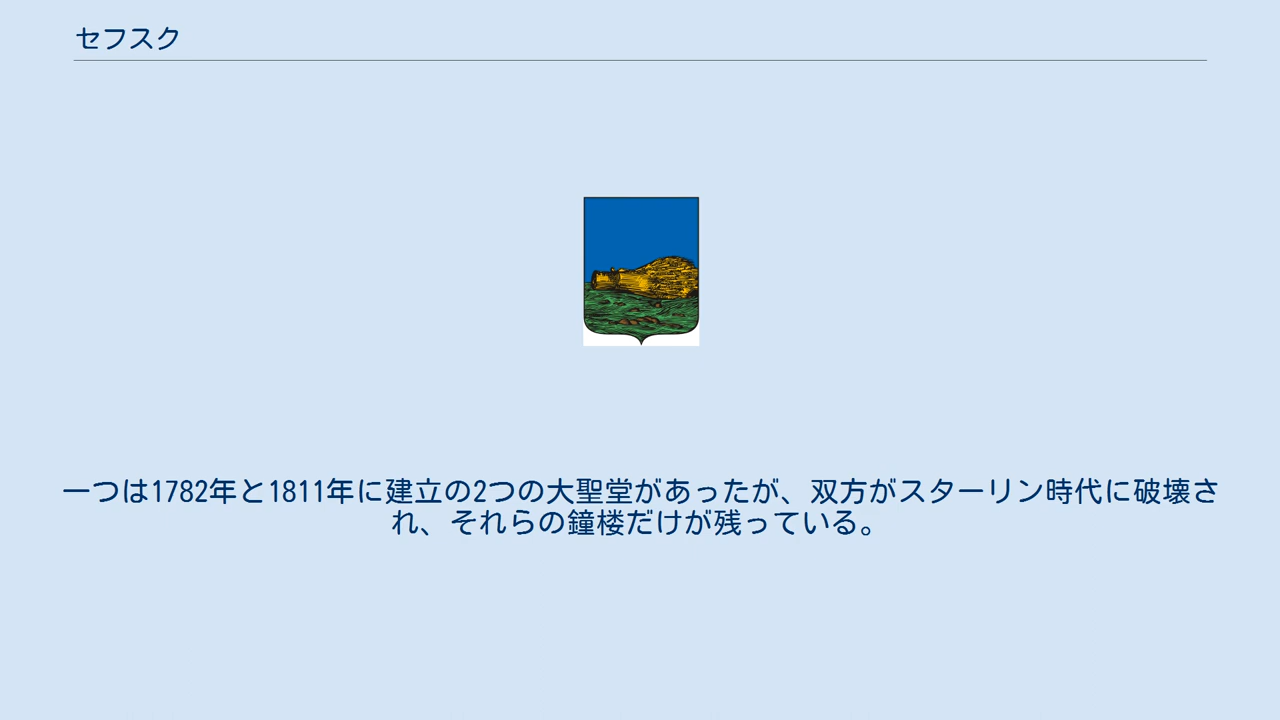 セフスク
一つは1782年と1811年に建立の2つの大聖堂があったが、双方がスターリン時代に破壊さ
れ、それらの鐘楼だけが残っている。